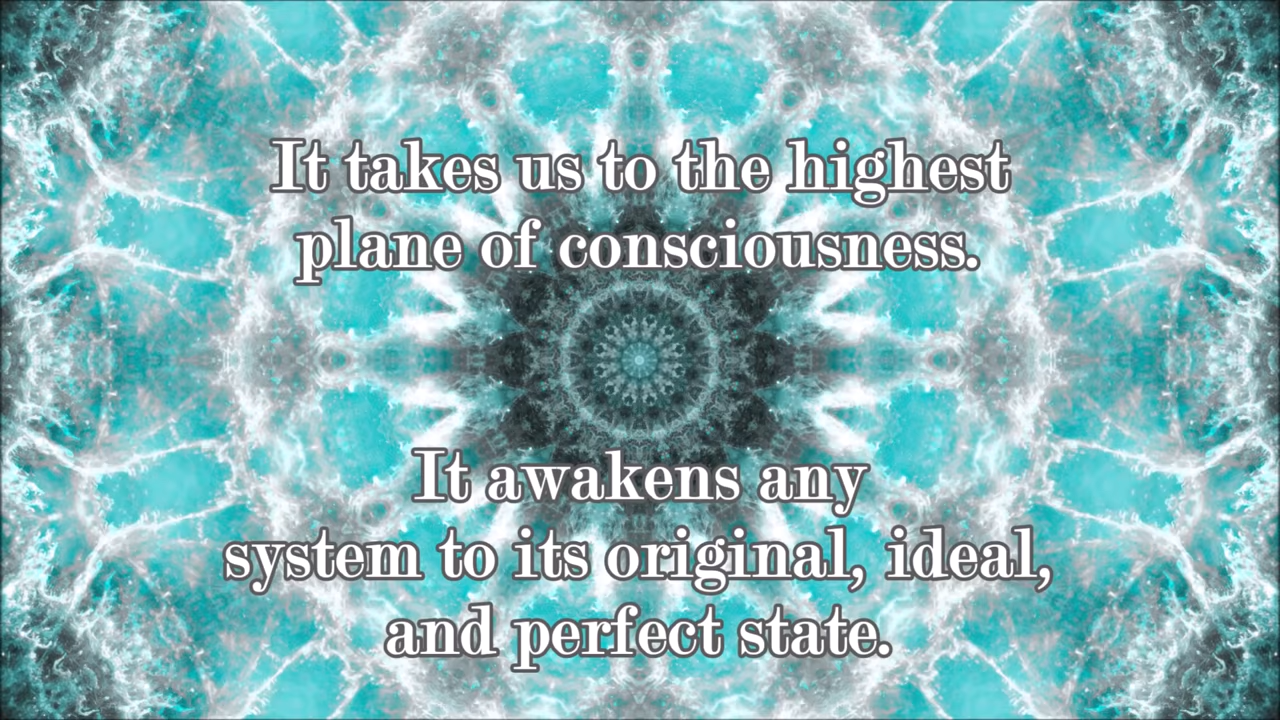 It takes us to the highest
plane of consciousness.
It awakens any
system to its original, ideal,
and perfect state.